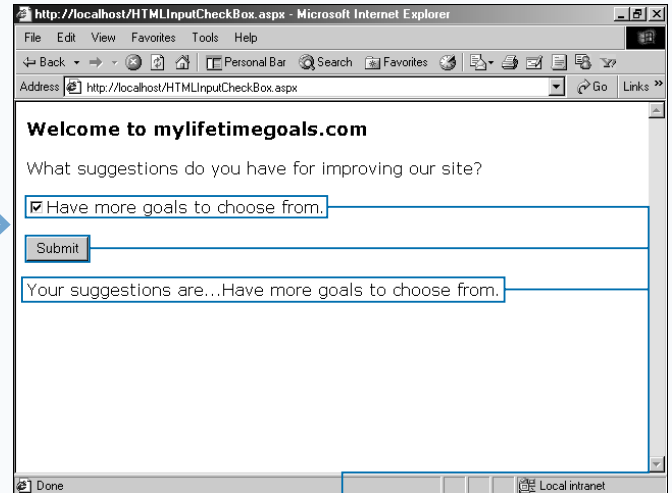 http://localhost/HTMLInputCheckBox.aspx - Microsoft Internet Explorer
File Edit View Favorites Tools Help
Back Personal Bar Search Favorites
Address http://localhost/HTMLInputCheckBox.aspx Go Links »
Welcome to mylifetimegoals.com
What suggestions do you have for improving our site?
Have more goals to choose from.
Submit
Your suggestions are...Have more goals to choose from.
Done Local intranet